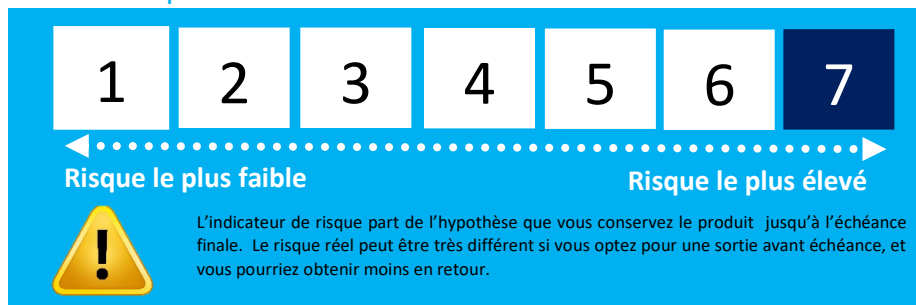 1 2 3 4 5 6 7
Risque le plus faible Risque le plus élevé
L'indicateur de risque part de l'hypothèse que vous conservez le produit jusqu'à l'échéance
finale. Le risque réel peut être très différent si vous optez pour une sortie avant échéance, et
vous pourriez obtenir moins en retour.